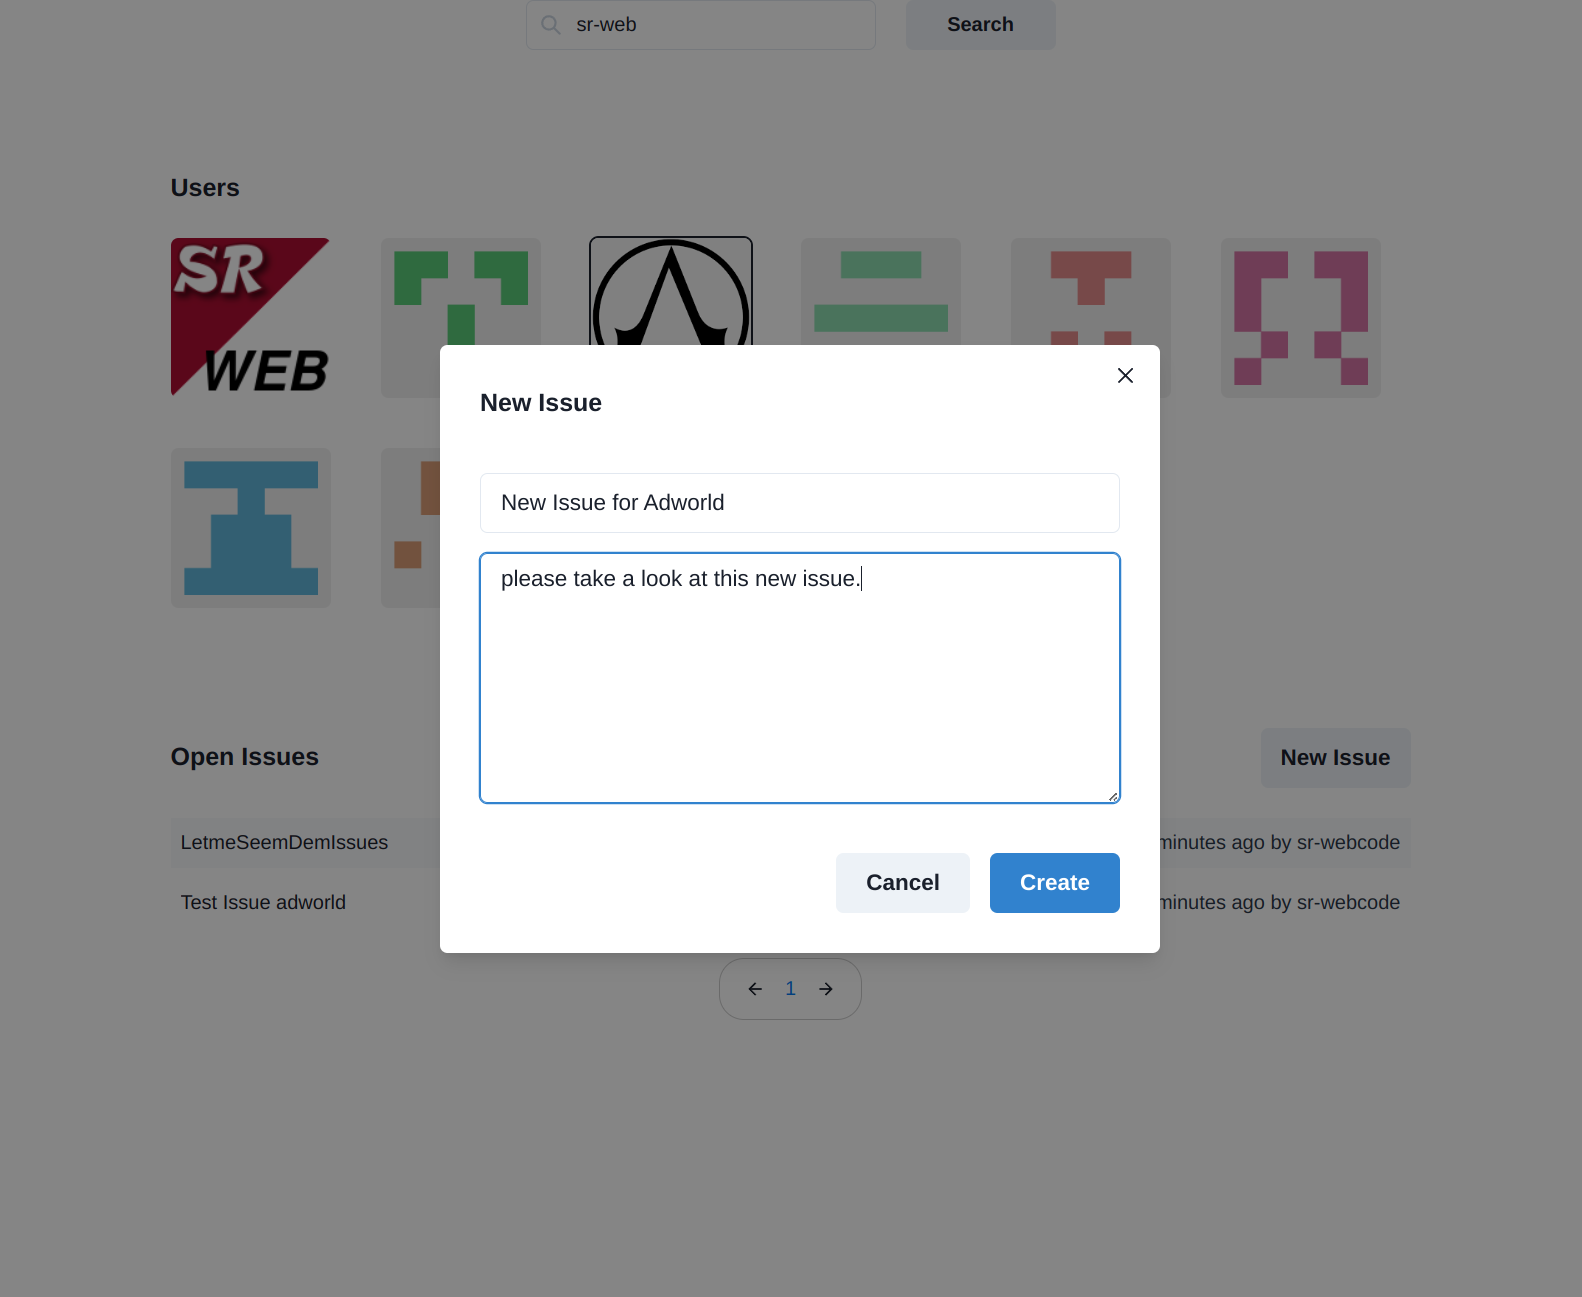 sr-web
Search
Users
SR
WEB
New Issue
New Issue for Adworld
please take a look at this new issue.
Open Issues
New Issue
LetmeSeemDemIssues
minutes ago by sr-webcode
Test Issue adworld
minutes ago by sr-webcode
Cancel
Create
1